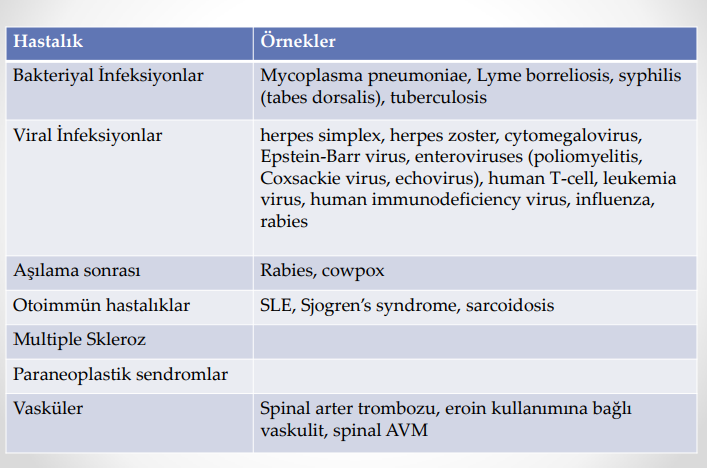 Hastalık Örnekler
Bakteriyal İnfeksiyonlar Mycoplasma pneumoniae, Lyme borreliosis, syphilis
(tabes dorsalis), tuberculosis
Viral İnfeksiyonlar herpes simplex, herpes zoster, cytomegalovirus,
Epstein-Barr virus, enteroviruses (poliomyelitis,
Coxsackie virus, echovirus), human T-cell, leukemia
virus, human immunodeficiency virus, influenza,
rabies
Aşılama sonrası Rabies, cowpox
Otoimmün hastalıklar SLE, Sjogren’s syndrome, sarcoidosis
Multiple Skleroz
Paraneoplastik sendromlar
Vasküler Spinal arter trombozu, eroin kullanımına bağlı
vaskulit, spinal AVM